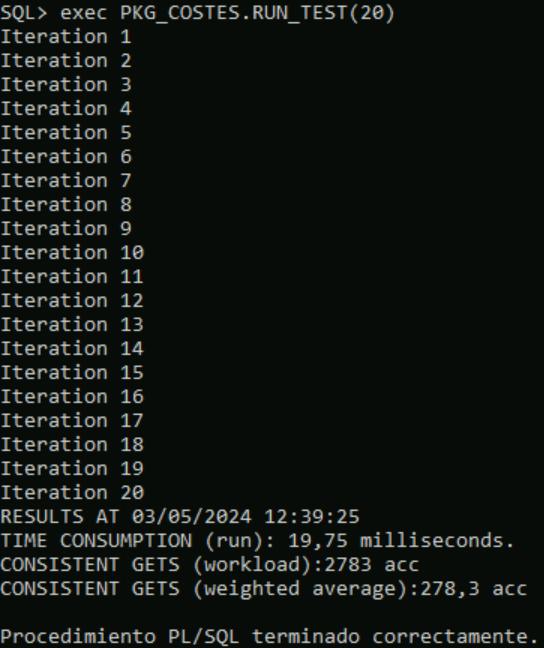 SQL> exec PKG_COSTES.RUN_TEST(20)
Iteration 1
Iteration 2
Iteration 3
Iteration 4
Iteration 5
Iteration 6
Iteration 7
Iteration 8
Iteration 9
Iteration 10
Iteration 11
Iteration 12
Iteration 13
Iteration 14
Iteration 15
Iteration 16
Iteration 17
Iteration 18
Iteration 19
Iteration 20
RESULTS AT 03/05/2024 12:39:25
TIME CONSUMPTION (run): 19,75 milliseconds.
CONSISTENT GETS (workload):2783 acc
CONSISTENT GETS (weighted average):278,3 acc
Procedimiento PL/SQL terminado correctamente.